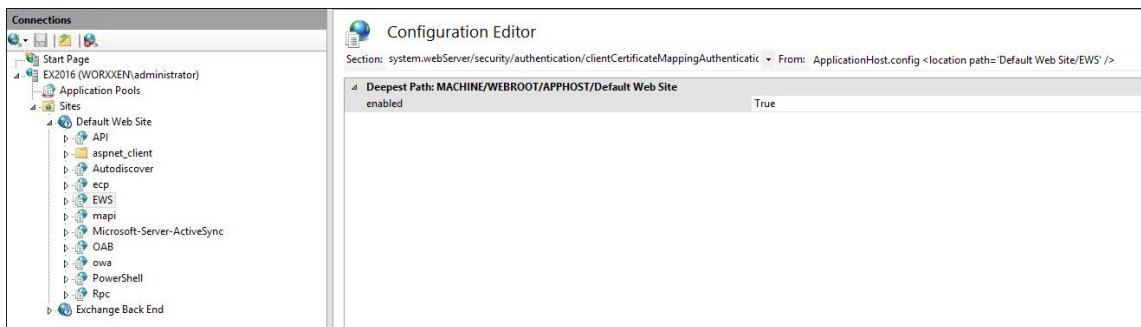 Connections
Start Page
EX2016 (WORXXEN\administrator)
Application Pools
Sites
Default Web Site
API
aspnet_client
Autodiscover
ecp
EWS
mapi
Microsoft-Server-ActiveSync
OAB
owa
PowerShell
Rpc
Exchange Back End
Configuration Editor
Section: system.webServer/security/authentication/clientCertificateMappingAuthenticatic From: ApplicationHost.config <location path='Default Web Site/EWS' />
Deepest Path: MACHINE/WEBROOT/APPHOST/Default Web Site
enabled True